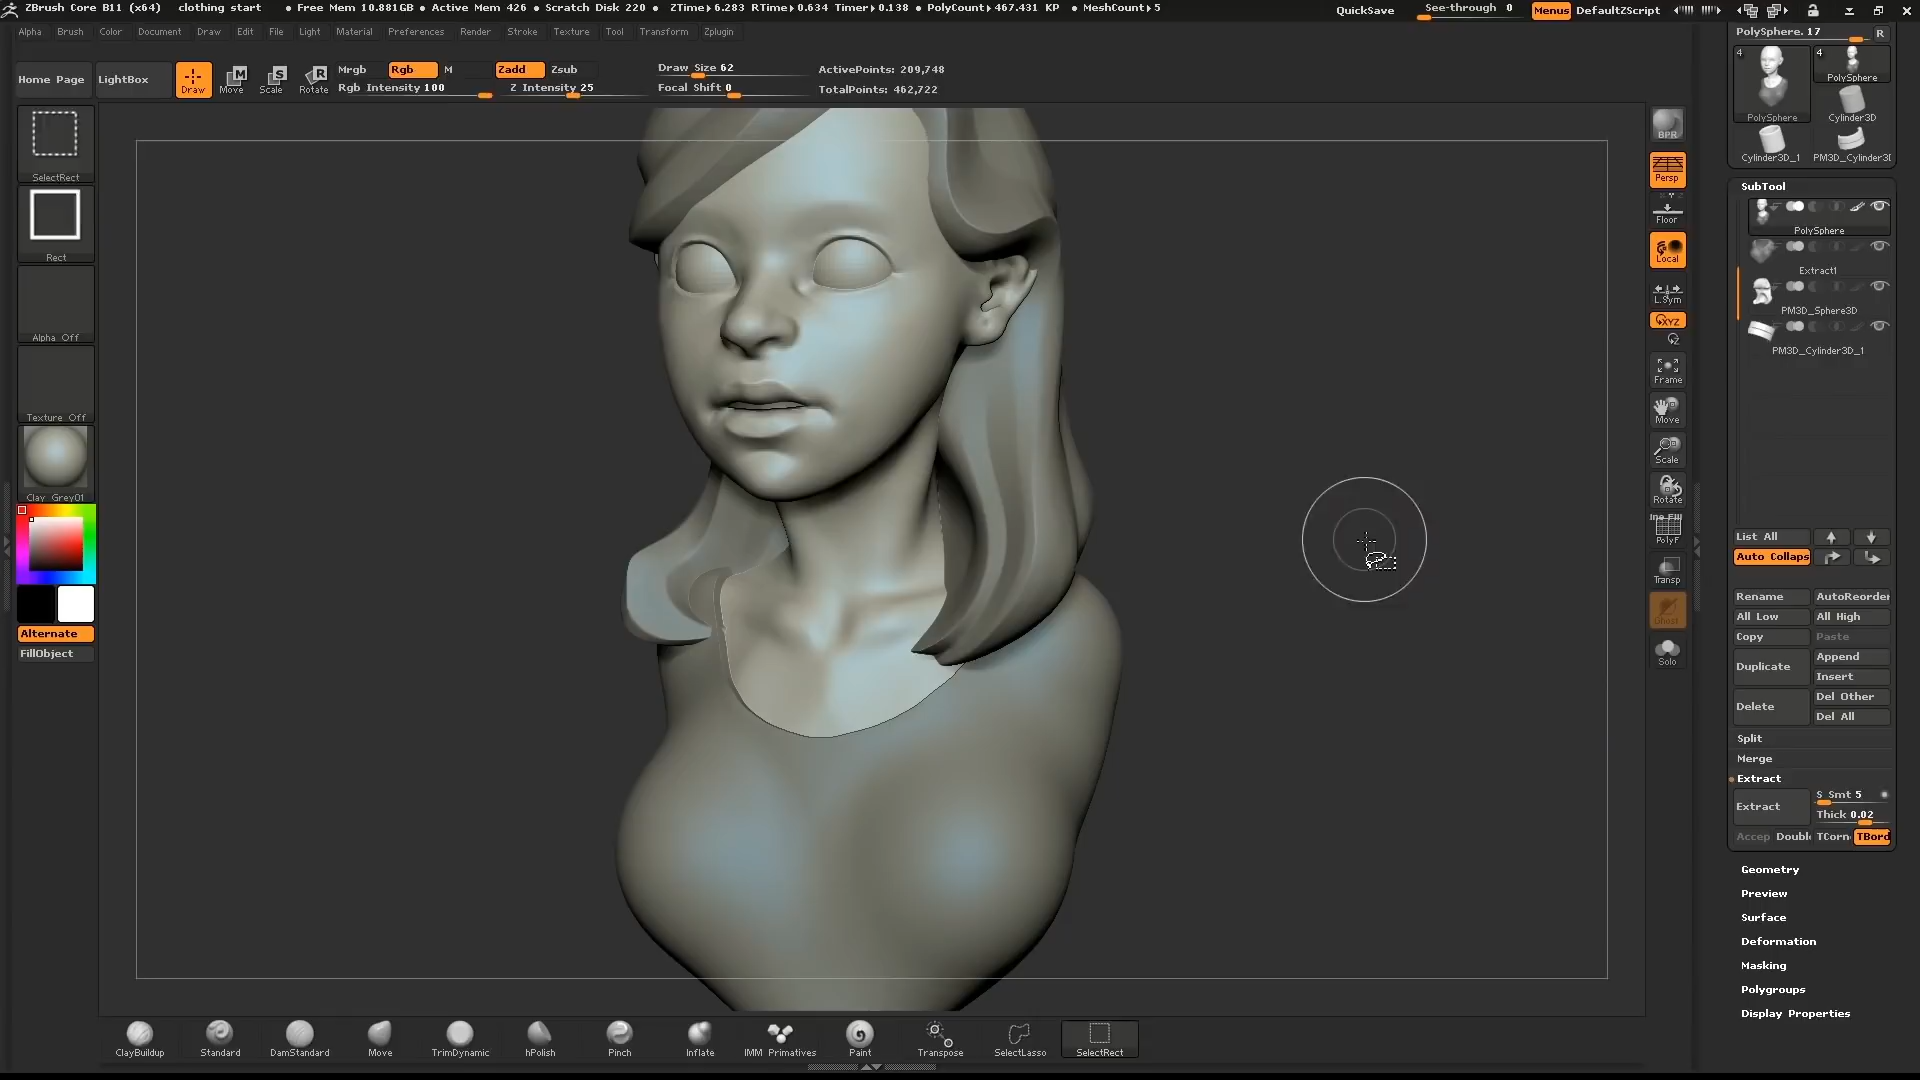 ZBrush Core B11 (x64) clothing start • Free Mem 10.881GB • Active Mem 426 • Scratch Disk 220 • ZTime▸6.283 RTime▸0.634 Timer▸0.138 • PolyCount▸467.431 KP • MeshCount▸5
QuickSave See-through 0 Menus DefaultZScript
Alpha Brush Color Document Draw Edit File Light Material Preferences Render Stroke Texture Tool Transform Zplugin
Home Page LightBox Draw Move Scale Rotate
M S R
Mrgb Rgb M Zadd Zsub
Rgb Intensity 100 Z Intensity 25
Draw Size 62
Focal Shift 0
ActivePoints: 209,748
TotalPoints: 462,722
SelectRect
Rect
Alpha Off
Texture Off
Clay Grey01
Alternate
FillObject
BPR
Persp
Floor
Local
L.Sym
XYZ
Frame
Move
Scale
Rotate
PolyF
Transp
Ghost
Solo
PolySphere. 17 R
4 4
PolySphere
PolySphere
Cylinder3D
Cylinder3D_1 PM3D_Cylinder3D
SubTool
PolySphere
Extract1
PM3D_Sphere3D
PM3D_Cylinder3D_1
List All
Auto Collaps
Rename AutoReorder
All Low All High
Copy Paste
Duplicate Append
Insert
Delete Del Other
Del All
Split
Merge
Extract
Extract S Smt 5
Thick 0.02
Accep Doubl TCorn TBord
Geometry
Preview
Surface
Deformation
Masking
Polygroups
Display Properties
ClayBuildup Standard DamStandard Move TrimDynamic hPolish Pinch Inflate IMM Primatives Paint Transpose SelectLasso SelectRect